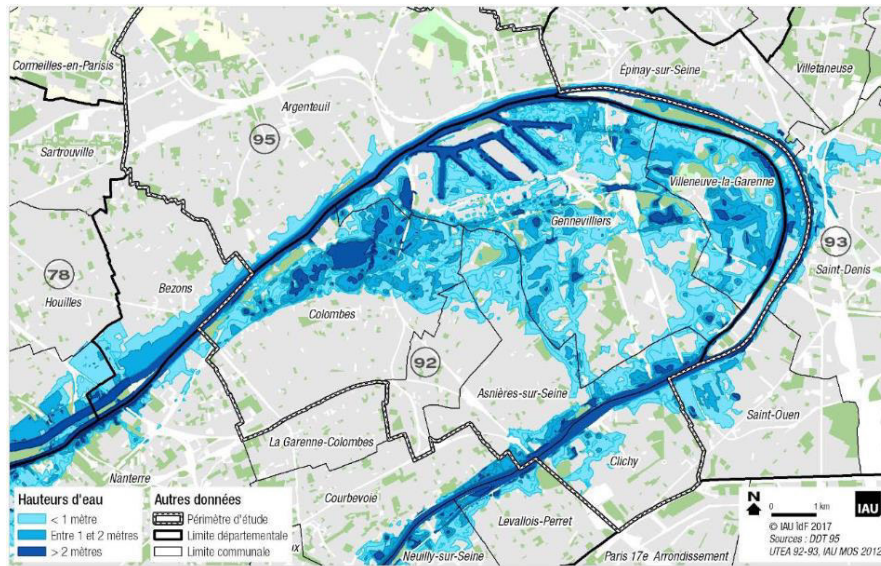 Cormeilles-en-Parisis
Épinay-sur-Seine
Villetaneuse
Argenteuil
95
Sartrouville
Villeneuve-la-Garenne
Gennevilliers
93
78
Houilles
Bezons
Saint-Denis
Colombes
92
Asnières-sur-Seine
Saint-Ouen
La Garenne-Colombes
Nanterre
Clichy
Courbevoie
Levallois-Perret
Neuilly-sur-Seine
Paris 17e Arrondissement
Hauteurs d'eau
< 1 mètre
Entre 1 et 2 mètres
> 2 mètres
Autres données
Périmètre d'étude
Limite départementale
Limite communale
N
0 1 km
IAU
© IAU îdF 2017
Sources : DDT 95
UTEA 92-93, IAU MOS 2012